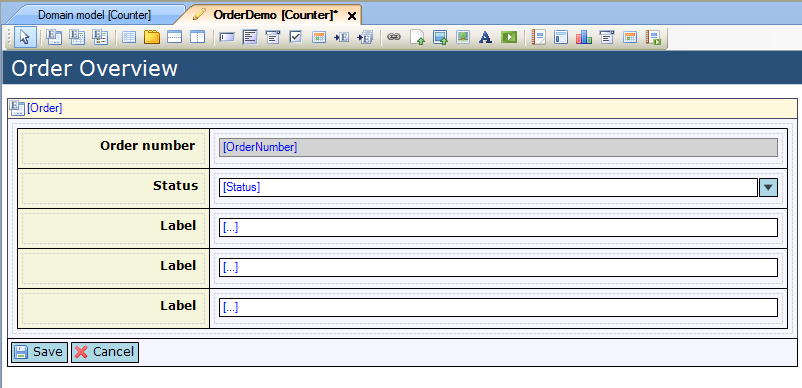 Domain model [Counter]
OrderDemo [Counter]*
Order Overview
[Order]
Order number
[OrderNumber]
Status
[Status]
Label
[...]
Label
[...]
Label
[...]
Save
Cancel